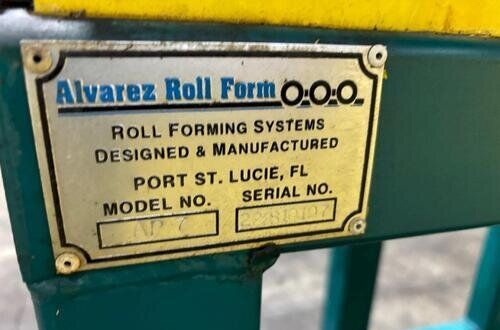 Alvarez Roll Form
ROLL FORMING SYSTEMS
DESIGNED & MANUFACTURED
PORT ST. LUCIE, FL
MODEL NO. SERIAL NO.